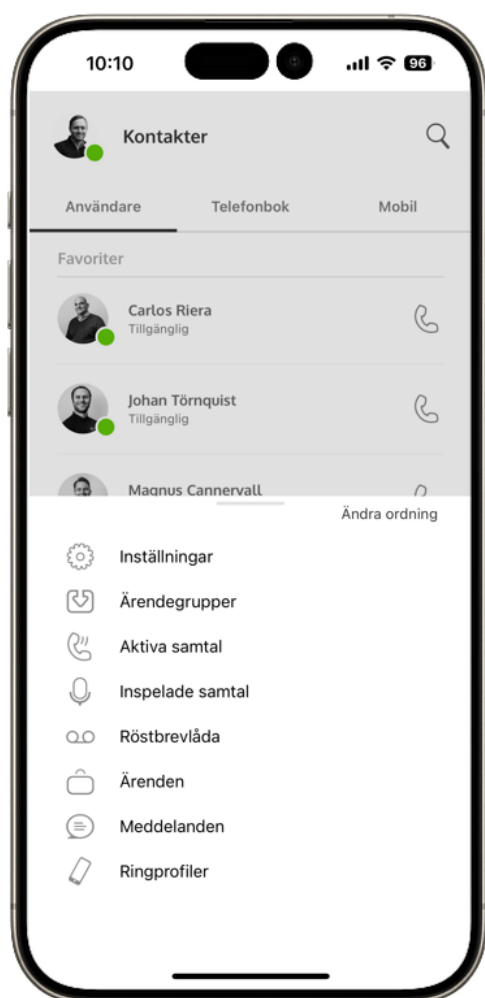 10:10
96
Kontakter
Användare Telefonbok Mobil
Favoriter
Carlos Riera
Tillgänglig
Johan Törnquist
Tillgänglig
Magnus Cannervall
Ändra ordning
Inställningar
Ärendegrupper
Aktiva samtal
Inspelade samtal
Röstbrevlåda
Ärenden
Meddelanden
Ringprofiler